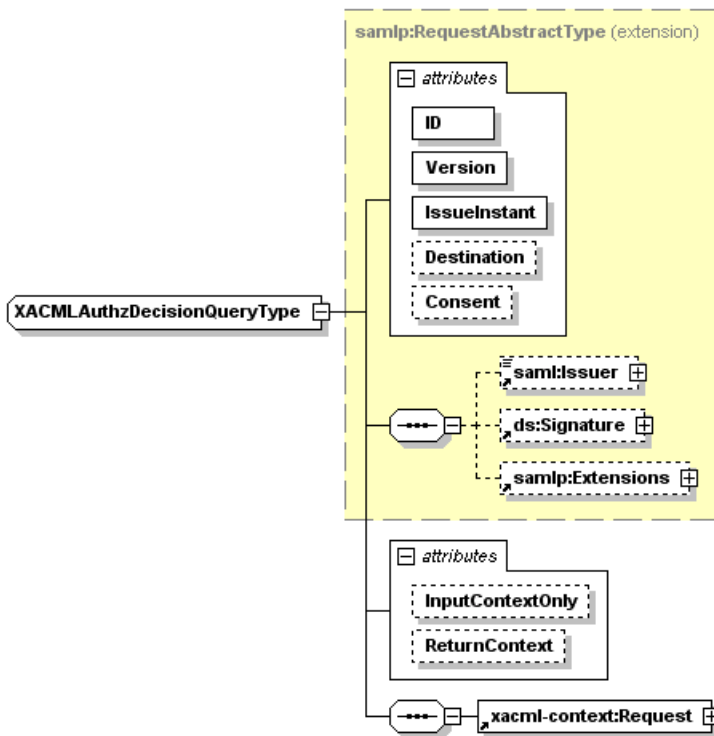 samlp:RequestAbstractType (extension)
attributes
ID
Version
IssueInstant
Destination
Consent
XACMLAuthzDecisionQueryType
saml:Issuer
ds:Signature
samlp:Extensions
attributes
InputContextOnly
ReturnContext
xacml-context:Request